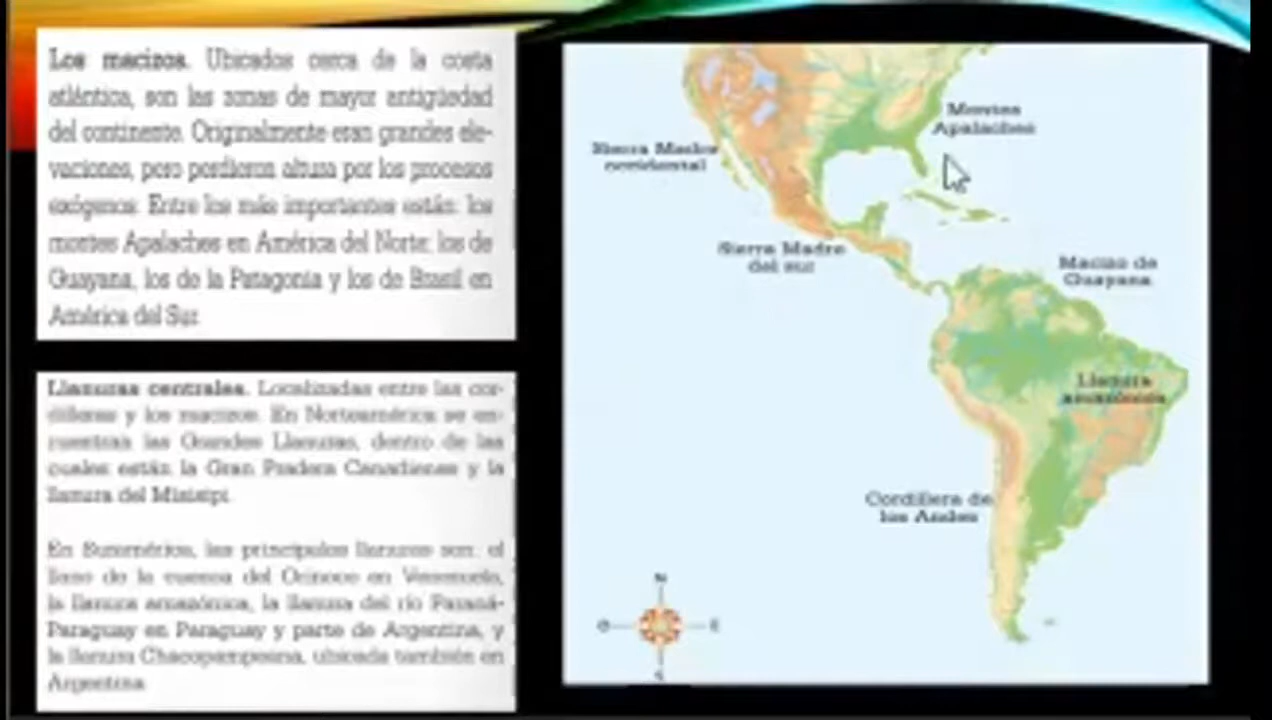 Los macizos. Ubicados cerca de la costa
atlántica, son las zonas de mayor antigüedad
del continente. Originalmente eran grandes ele-
vaciones, pero perdieron altura por los procesos
exógenos. Entre los más importantes están: los
montes Apalaches en América del Norte; los de
Guayana, los de la Patagonia y los de Brasil en
América del Sur.
Llanuras centrales. Localizadas entre las cor-
dilleras y los macizos. En Norteamérica se en-
cuentran las Grandes Llanuras, dentro de las
cuales están la Gran Pradera Canadiense y la
llanura del Misisipi.
En Suramérica, las principales llanuras son: el
llano de la cuenca del Orinoco en Venezuela,
la llanura amazónica, la llanura del río Paraná-
Paraguay en Paraguay y parte de Argentina, y
la llanura Chacopampeana, ubicada también en
Argentina.
Montes
Apalaches
Sierra Madre
occidental
Sierra Madre
del sur
Macizo de
Guayana
Llanura
amazónica
Cordillera de
los Andes
N
O
E
S